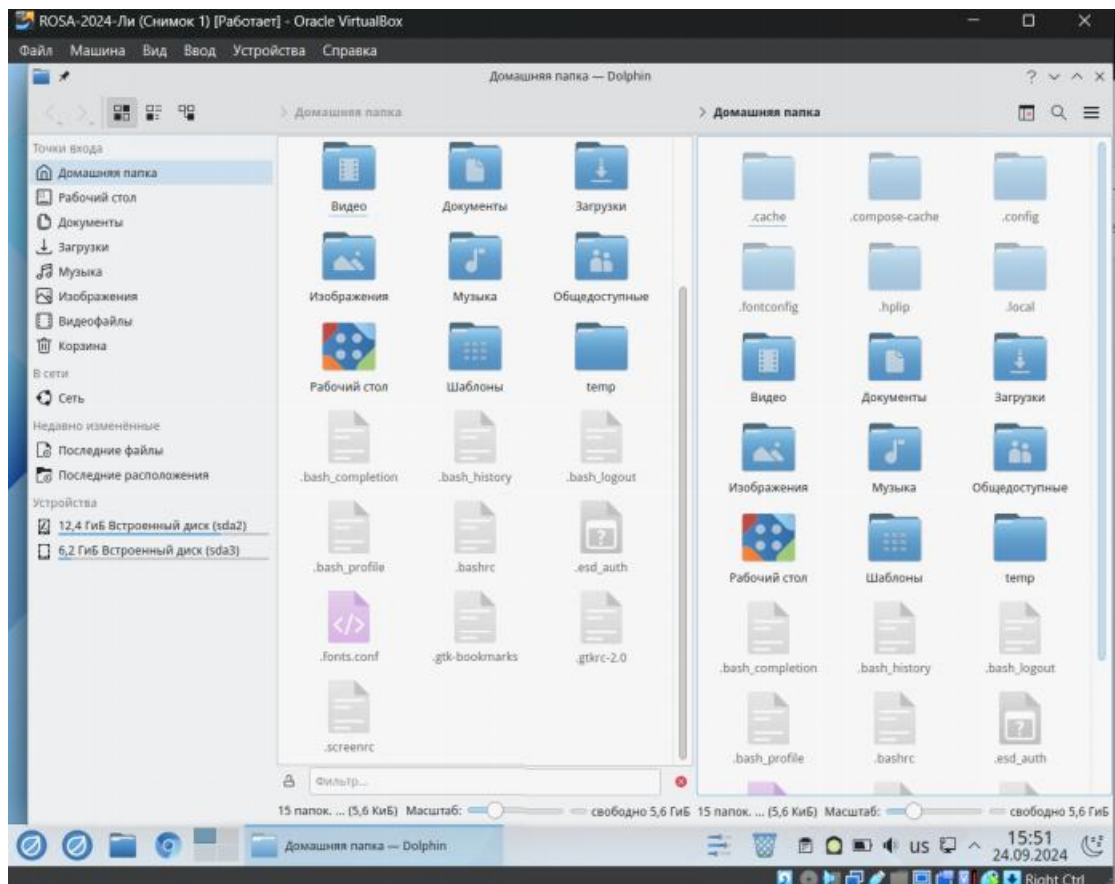 ROSA-2024-Ли (Снимок 1) [Работает] - Oracle VirtualBox
Файл Машина Вид Ввод Устройства Справка
Домашняя папка — Dolphin
Домашняя папка
Домашняя папка
Точки входа
Домашняя папка
Рабочий стол
Документы
Загрузки
Музыка
Изображения
Видеофайлы
Корзина
В сети
Сеть
Недавно изменённые
Последние файлы
Последние расположения
Устройства
12,4 ГиБ Встроенный диск (sda2)
6,2 ГиБ Встроенный диск (sda3)
Видео Документы Загрузки
Изображения Музыка Общедоступные
Рабочий стол Шаблоны temp
.bash_completion .bash_history .bash_logout
.bash_profile .bashrc .esd_auth
.fonts.conf .gtk-bookmarks .gtkrc-2.0
.screenrc
Фильтр...
15 папок. ... (5,6 КиБ) Масштаб: свободно 5,6 ГиБ
.cache .compose-cache .config
.fontconfig .hplip .local
Видео Документы Загрузки
Изображения Музыка Общедоступные
Рабочий стол Шаблоны temp
.bash_completion .bash_history .bash_logout
.bash_profile .bashrc .esd_auth
15 папок. ... (5,6 КиБ) Масштаб: свободно 5,6 ГиБ
Домашняя папка — Dolphin
US
15:51
24.09.2024
Right Ctrl